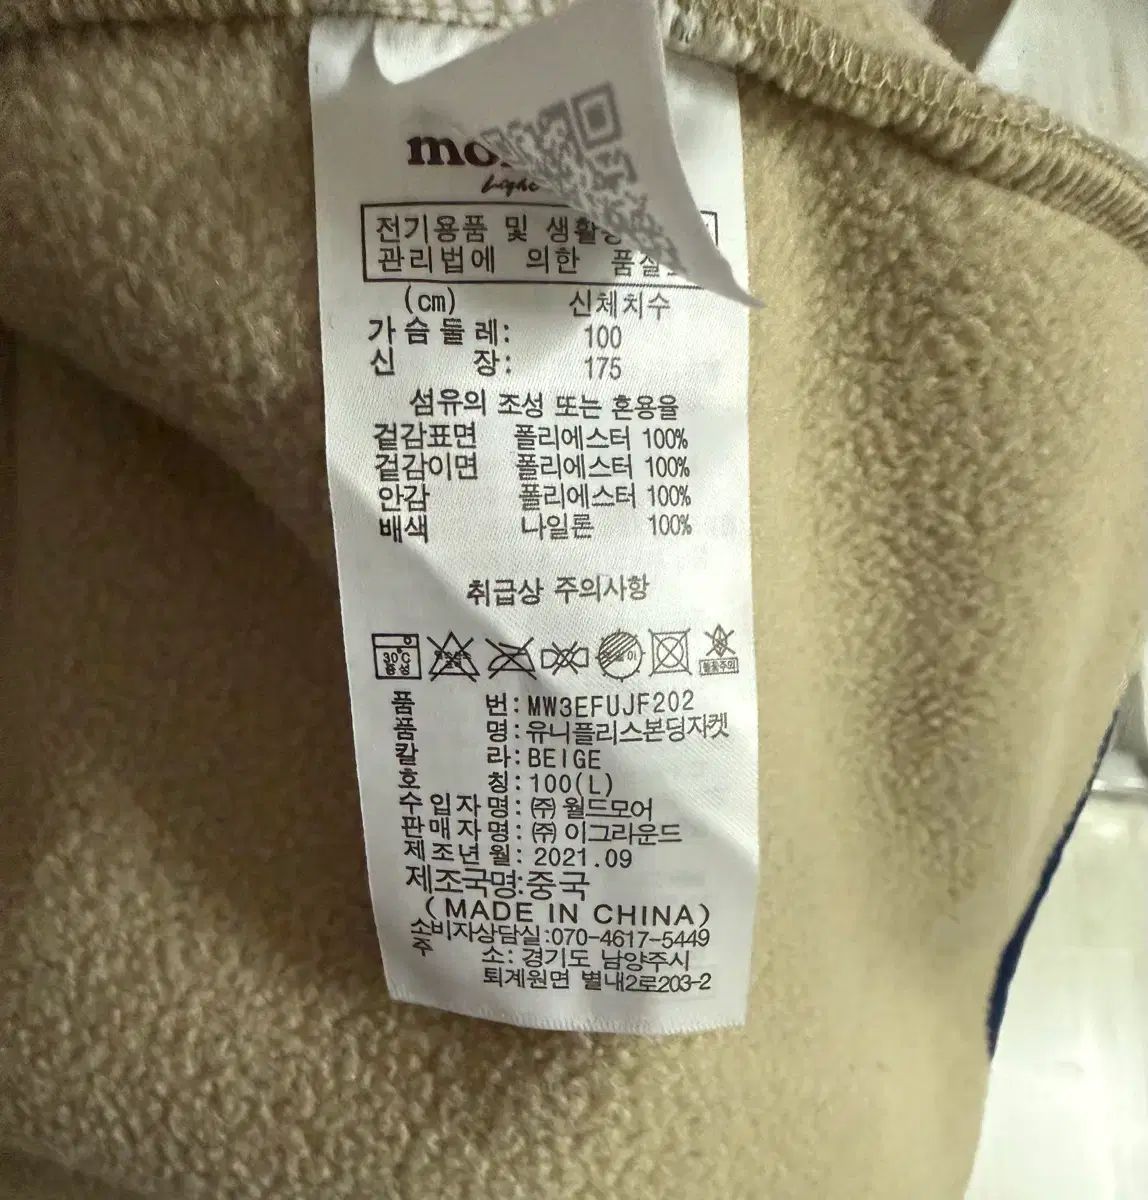 전기용품 및
관리법에 의한
(cm) 신체치수
가슴둘레: 100
신 장: 175
섬유의 조성 또는 혼용율
겉감표면 폴리에스터 100%
겉감이면 폴리에스터 100%
안감 폴리에스터 100%
배색 나일론 100%
취급상 주의사항
30℃
중성
품 번: MW3EFUJF202
품 명: 유니플리스본딩자켓
칼 라: BEIGE
호 칭: 100(L)
수입자명: ㈜ 월드모어
판매자명: ㈜ 이그라운드
제조년월: 2021.09
제조국명:중국
(MADE IN CHINA)
소비자상담실:070-4617-5449
주 소: 경기도 남양주시
퇴계원면 별내2로203-2